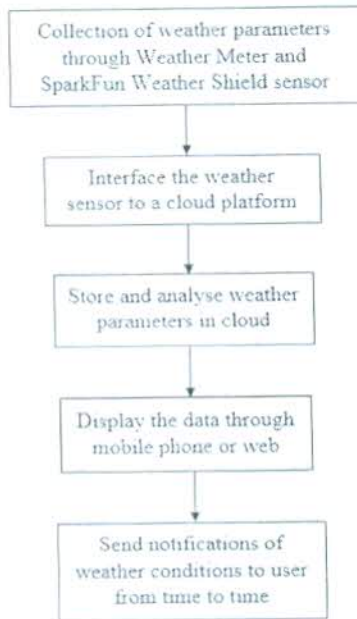 Collection of weather parameters
through Weather Meter and
SparkFun Weather Shield sensor
Interface the weather
sensor to a cloud platform
Store and analyse weather
parameters in cloud
Display the data through
mobile phone or web
Send notifications of
weather conditions to user
from time to time